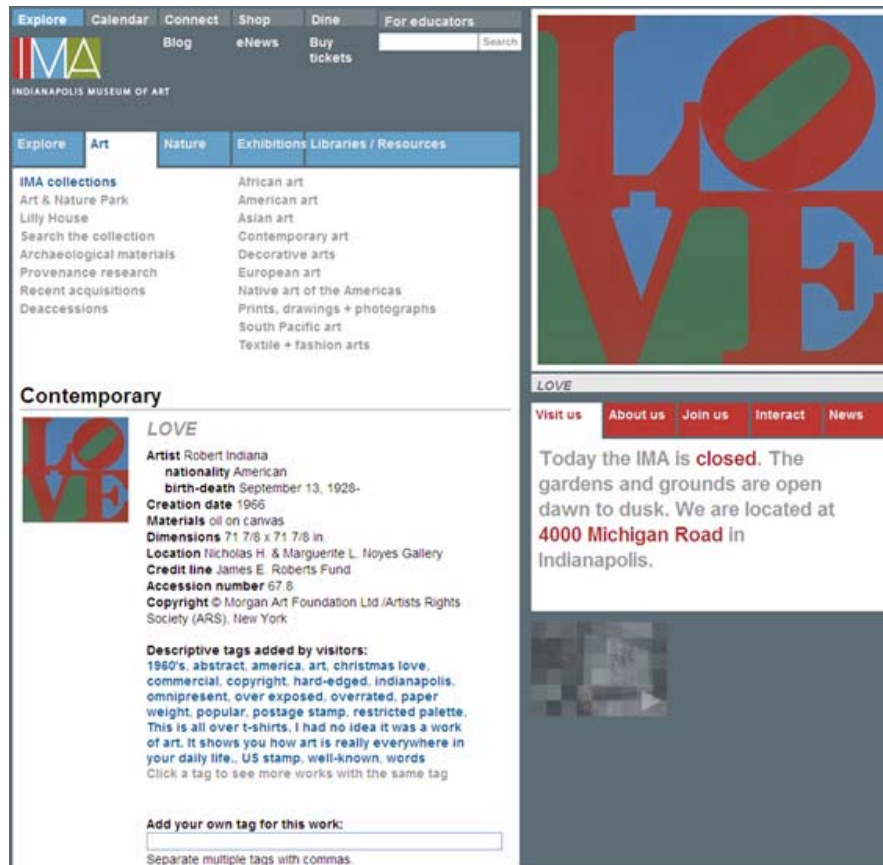 Explore Calendar Connect Shop Dine For educators
Blog eNews Buy tickets Search
IMA
INDIANAPOLIS MUSEUM OF ART
Explore Art Nature Exhibitions Libraries / Resources
IMA collections
Art & Nature Park
Lilly House
Search the collection
Archaeological materials
Provenance research
Recent acquisitions
Deaccessions
African art
American art
Asian art
Contemporary art
Decorative arts
European art
Native art of the Americas
Prints, drawings + photographs
South Pacific art
Textile + fashion arts
Contemporary
LO
VE
LOVE
Artist Robert Indiana
nationality American
birth-death September 13, 1928-
Creation date 1966
Materials oil on canvas
Dimensions 71 7/8 x 71 7/8 in.
Location Nicholas H. & Marguerite L. Noyes Gallery
Credit line James E. Roberts Fund
Accession number 67.8
Copyright © Morgan Art Foundation Ltd./Artists Rights
Society (ARS), New York
Descriptive tags added by visitors:
1960's, abstract, america, art, christmas love,
commercial, copyright, hard-edged, indianapolis,
omnipresent, over exposed, overrated, paper
weight, popular, postage stamp, restricted palette,
This is all over t-shirts. I had no idea it was a work
of art. It shows you how art is really everywhere in
your daily life., US stamp, well-known, words
Click a tag to see more works with the same tag
Add your own tag for this work:
Separate multiple tags with commas.
LO
VE
LOVE
Visit us About us Join us Interact News
Today the IMA is closed. The
gardens and grounds are open
dawn to dusk. We are located at
4000 Michigan Road in
Indianapolis.